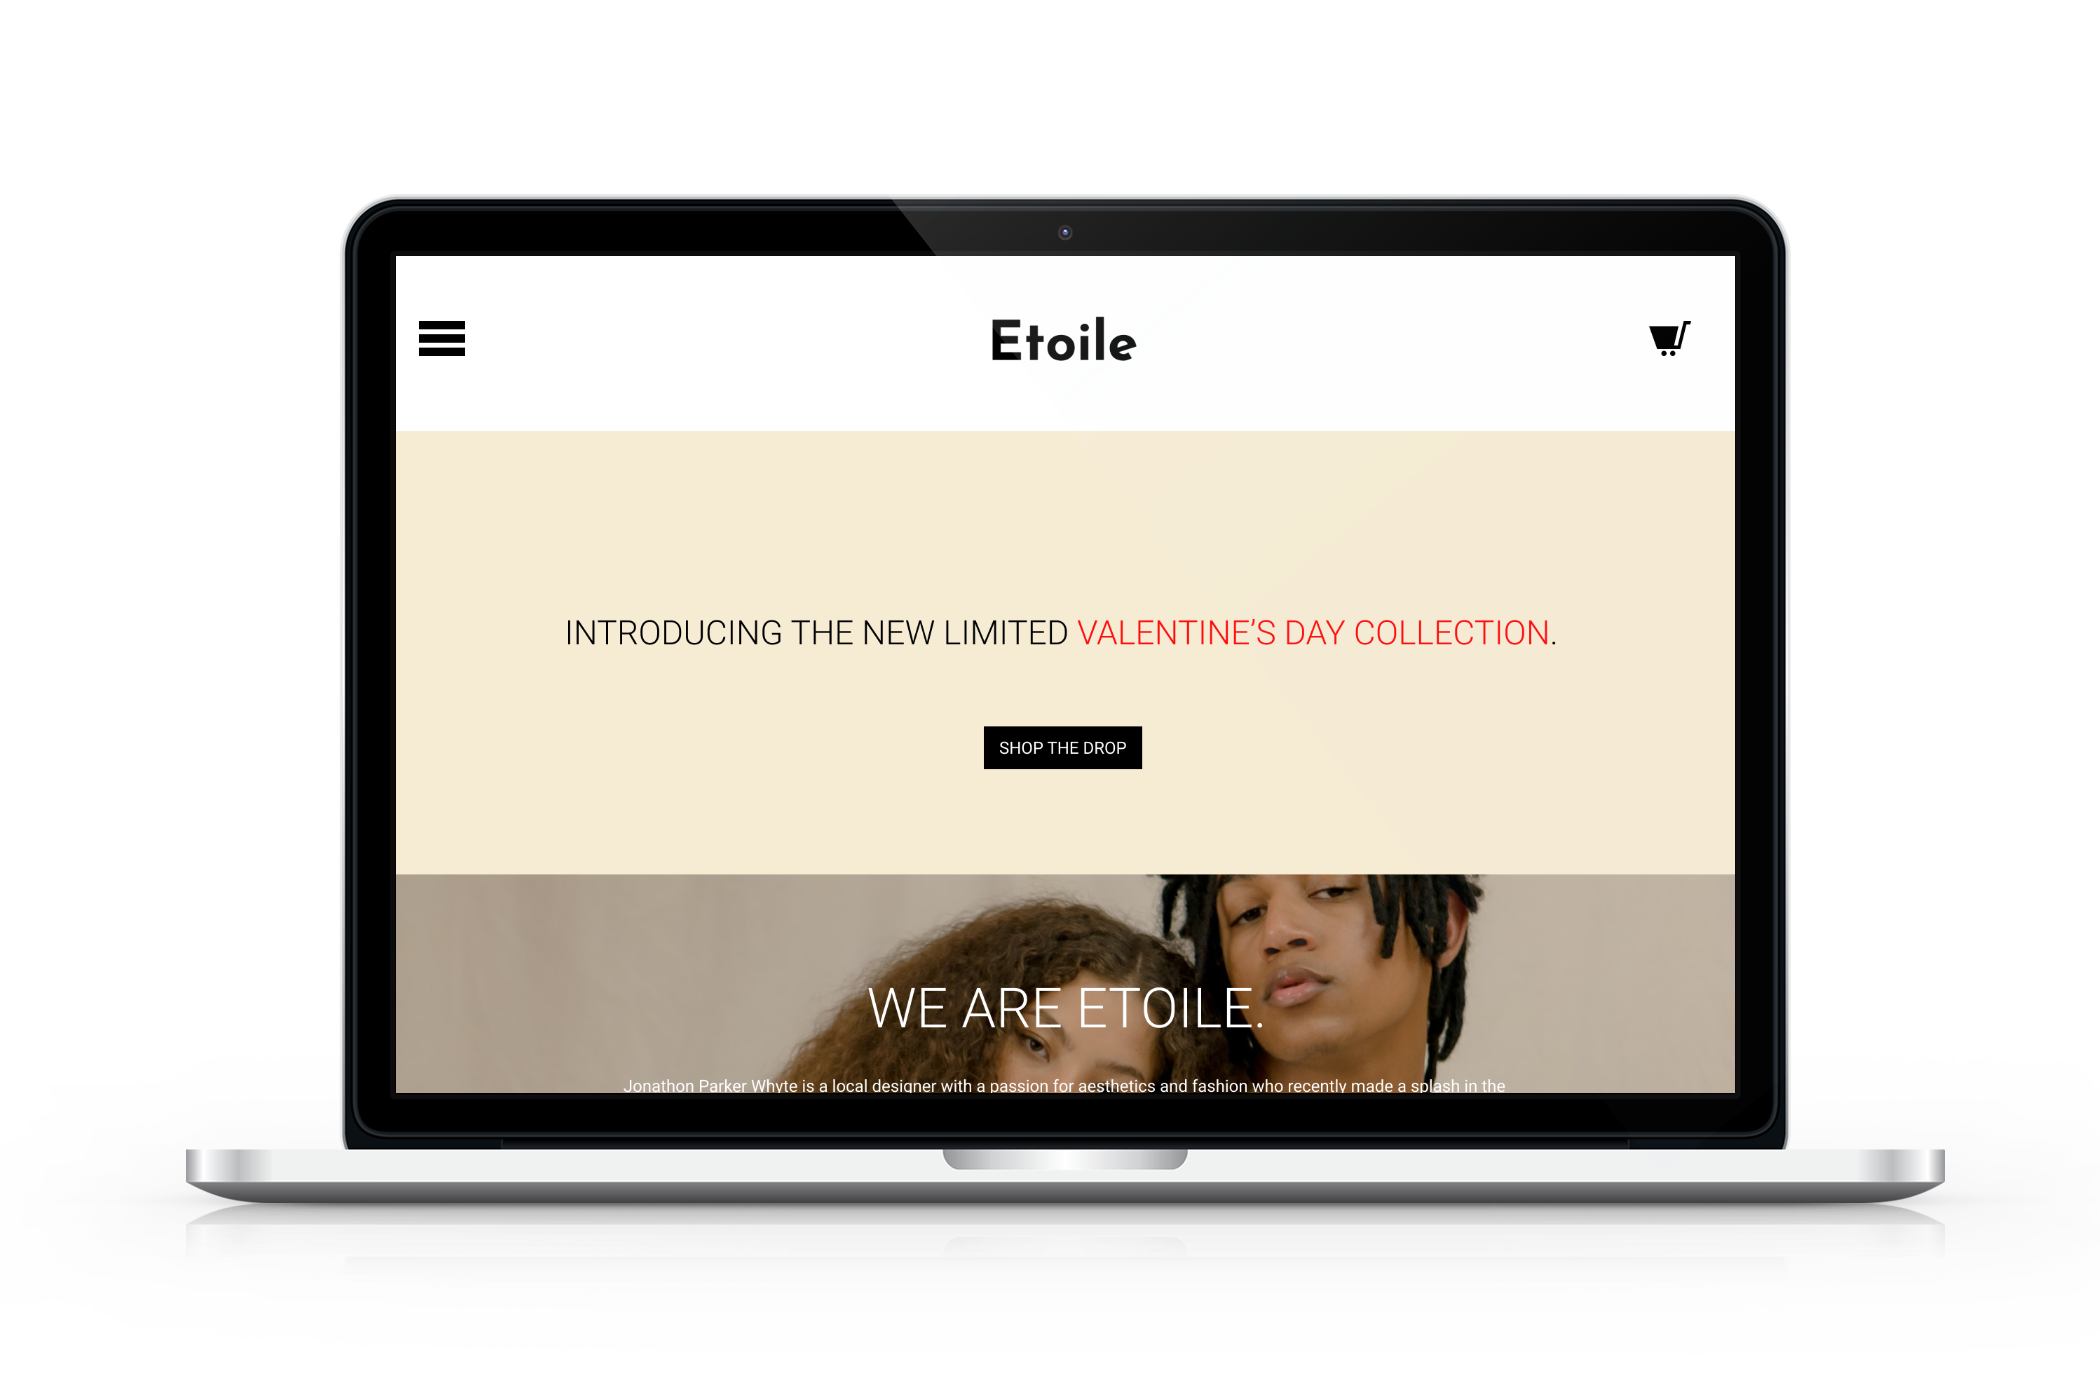 Etoile
INTRODUCING THE NEW LIMITED VALENTINE’S DAY COLLECTION.
SHOP THE DROP
WE ARE ETOILE.
Jonathon Parker Whyte is a local designer with a passion for aesthetics and fashion who recently made a splash in the